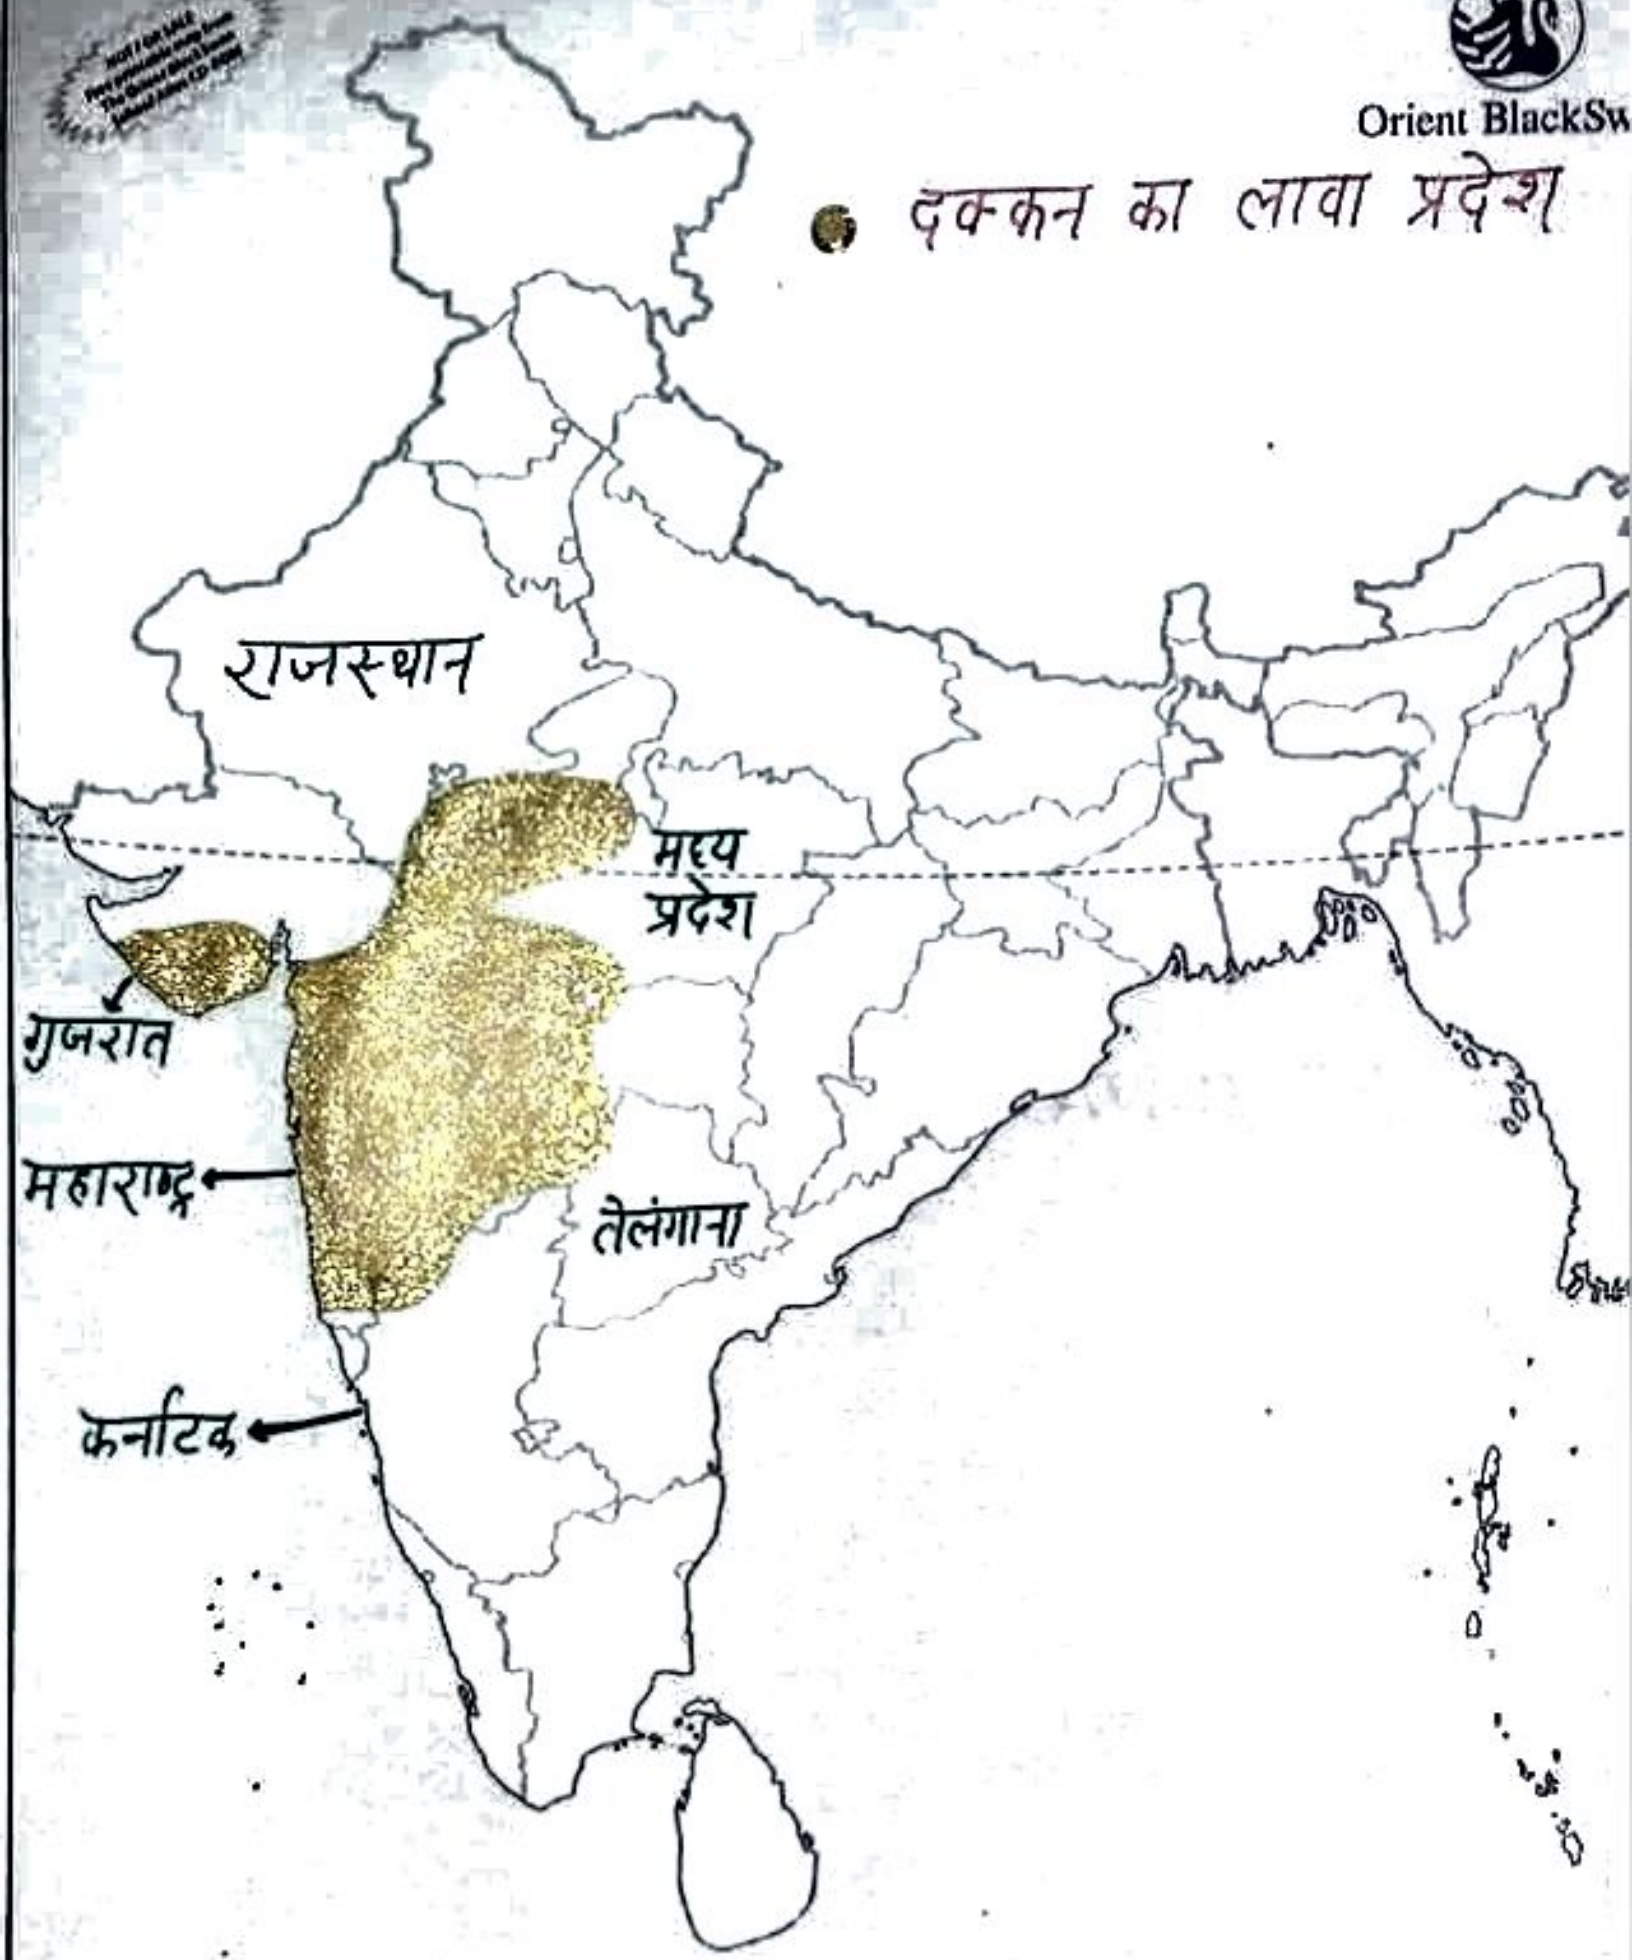 Orient BlackSw
दक्कन का लावा प्रदेश
राजस्थान
मध्य
प्रदेश
गुजरात
महाराष्ट्र
तेलंगाना
कर्नाटक